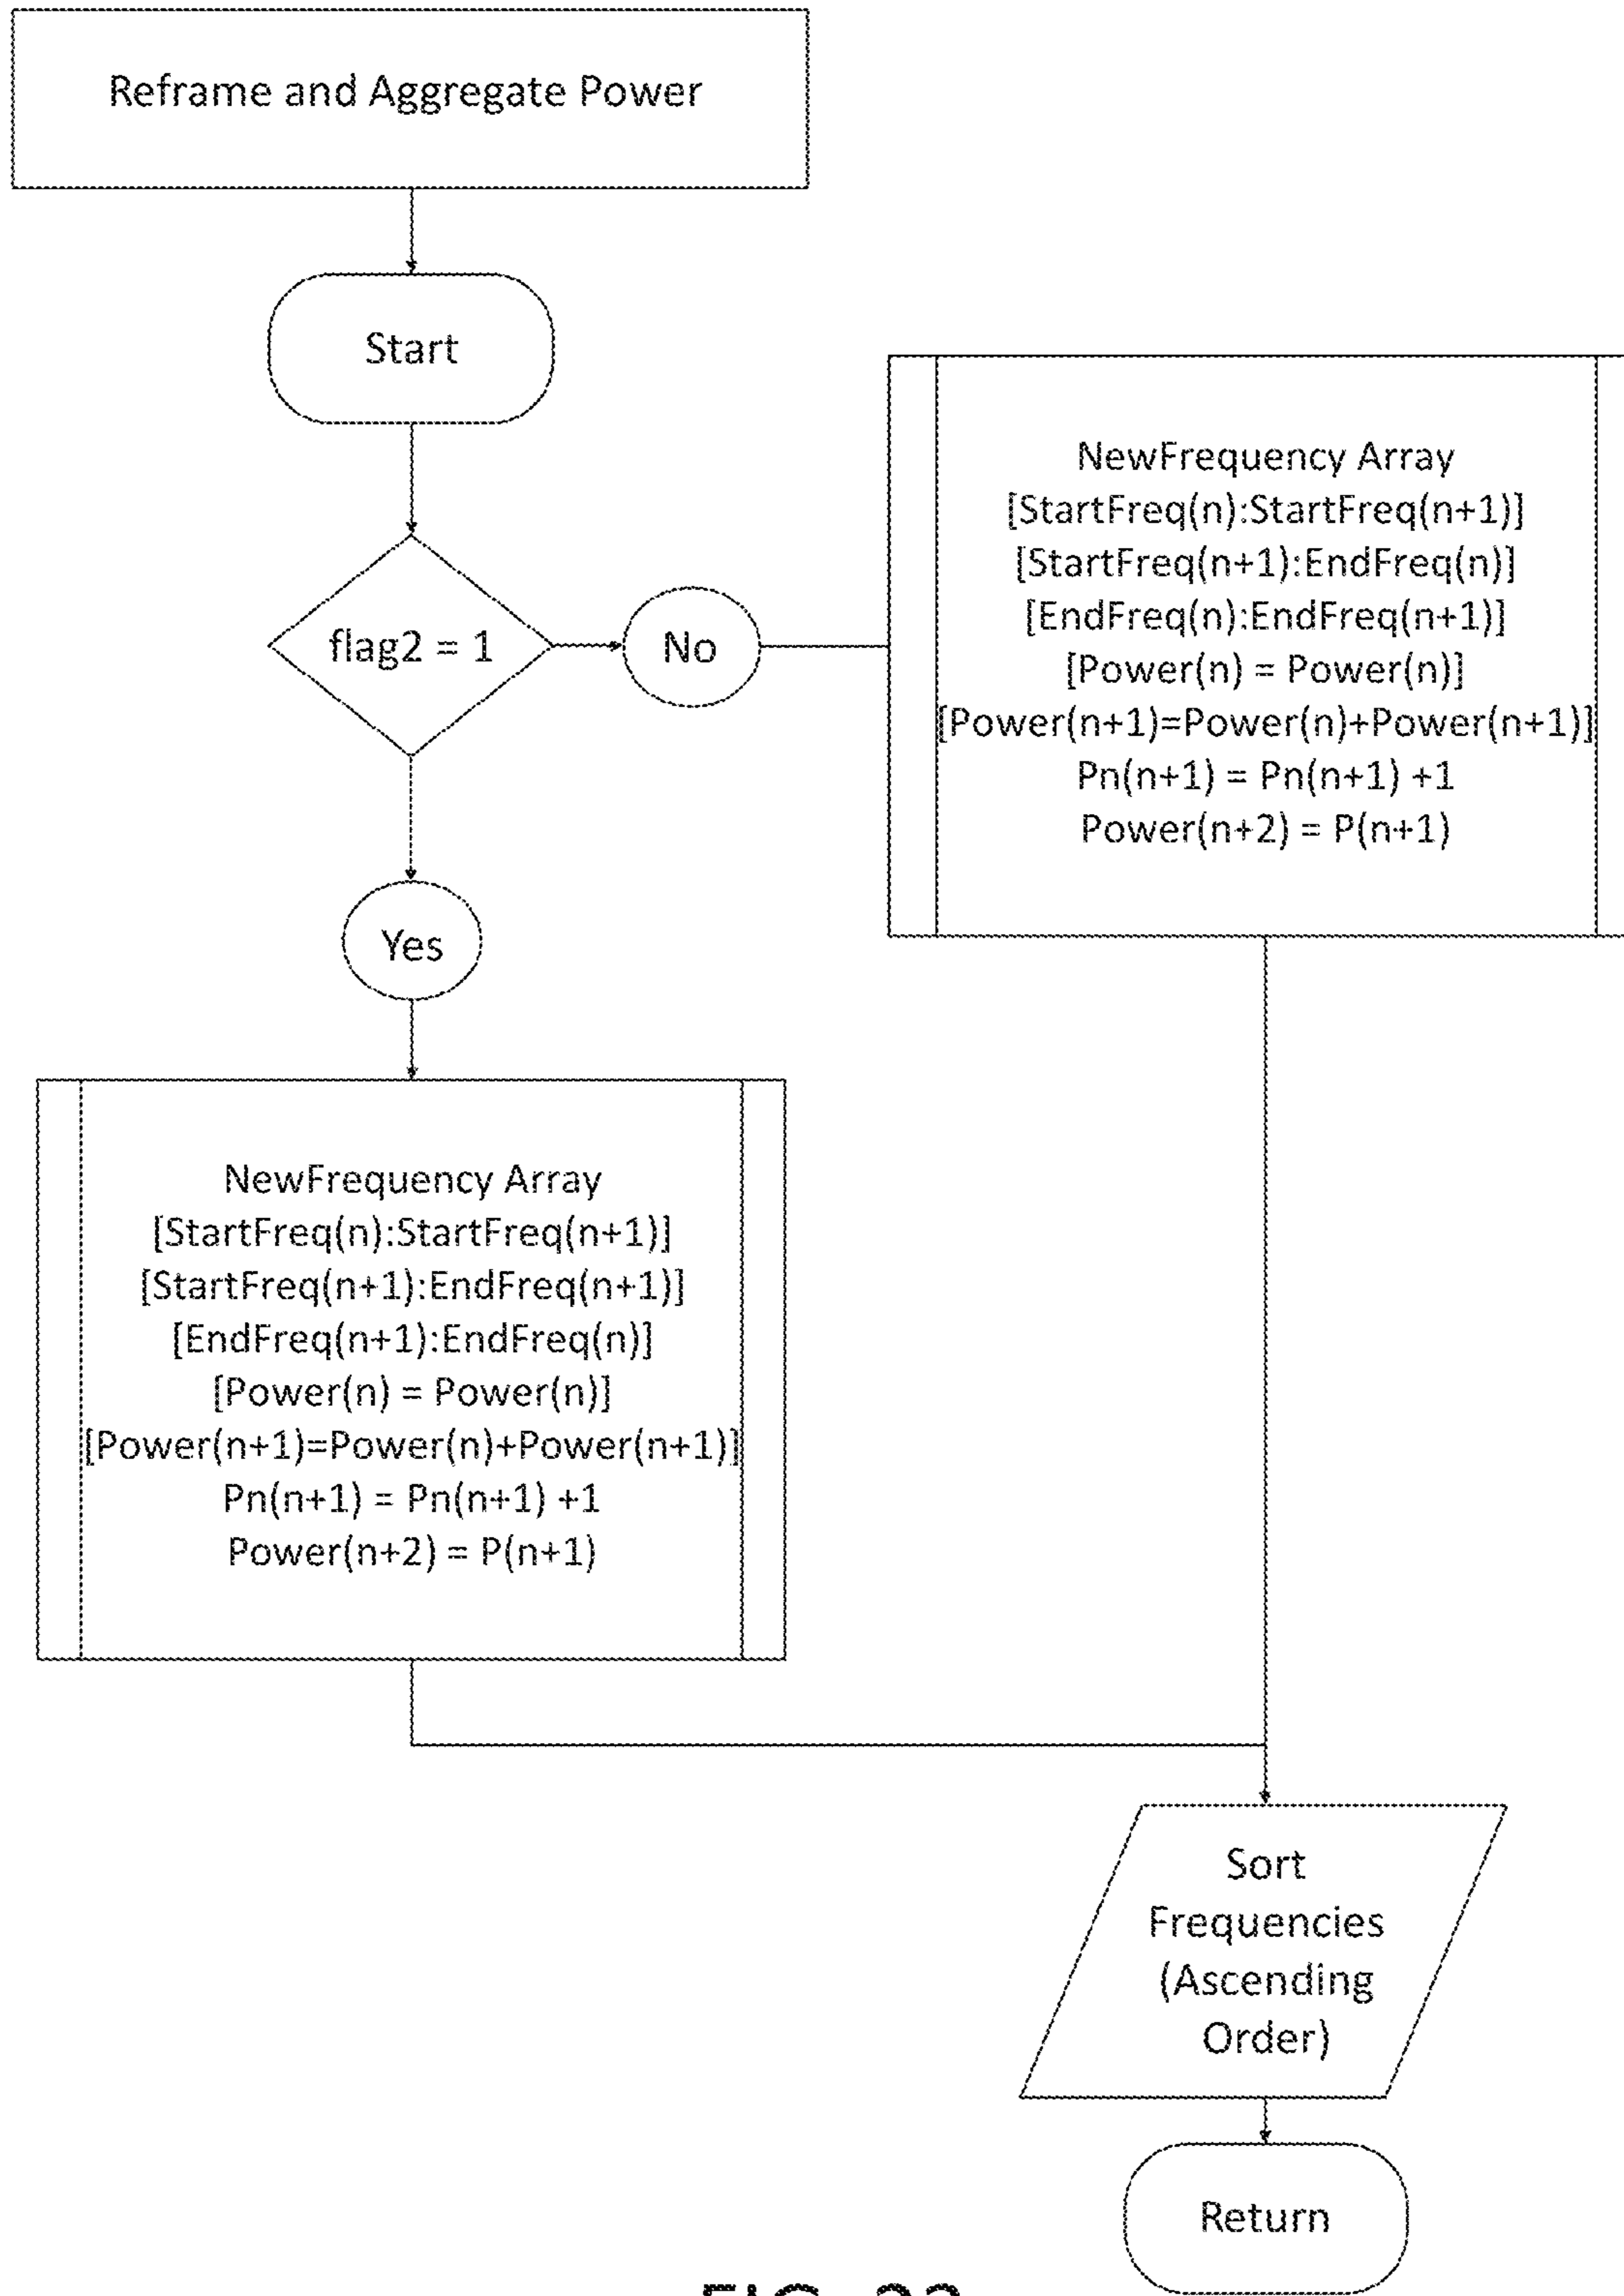 Reframe and Aggregate Power
Start
flag2 = 1
No
NewFrequency Array
[StartFreq(n):StartFreq(n+1)]
[StartFreq(n+1):EndFreq(n)]
[EndFreq(n):EndFreq(n+1)]
[Power(n) = Power(n)]
[Power(n+1)=Power(n)+Power(n+1)]
Pn(n+1) = Pn(n+1) +1
Power(n+2) = P(n+1)
Yes
NewFrequency Array
[StartFreq(n):StartFreq(n+1)]
[StartFreq(n+1):EndFreq(n+1)]
[EndFreq(n+1):EndFreq(n)]
[Power(n) = Power(n)]
[Power(n+1)=Power(n)+Power(n+1)]
Pn(n+1) = Pn(n+1) +1
Power(n+2) = P(n+1)
Sort
Frequencies
(Ascending
Order)
Return